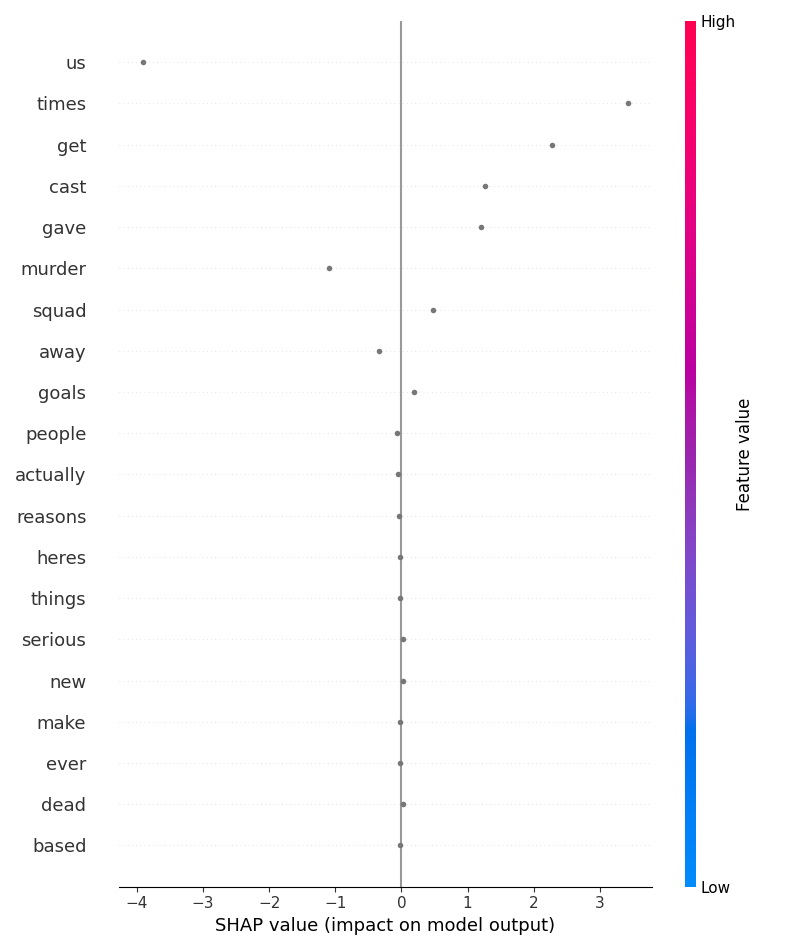 High
us
times
get
cast
gave
murder
squad
away
goals
people
actually
reasons
heres
things
serious
new
make
ever
dead
based
Feature value
Low
−4 −3 −2 −1 0 1 2 3
SHAP value (impact on model output)